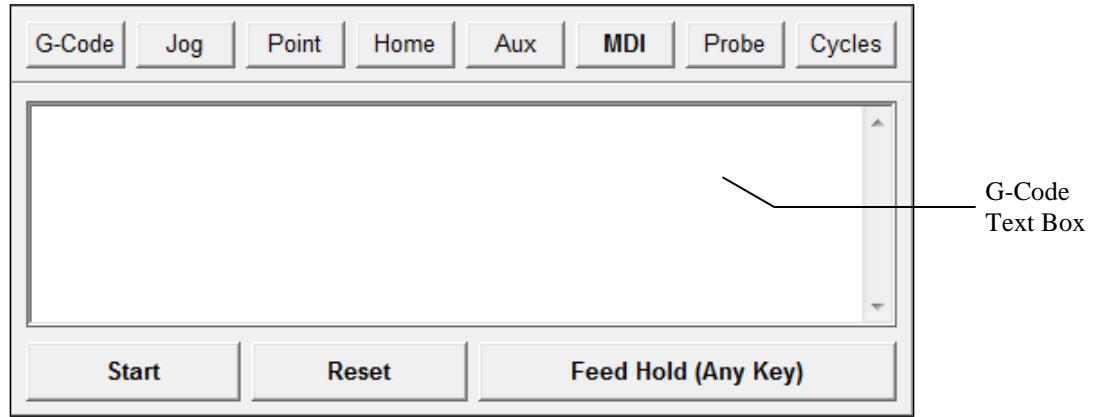 G-Code Jog Point Home Aux MDI Probe Cycles
G-Code
Text Box
Start Reset Feed Hold (Any Key)